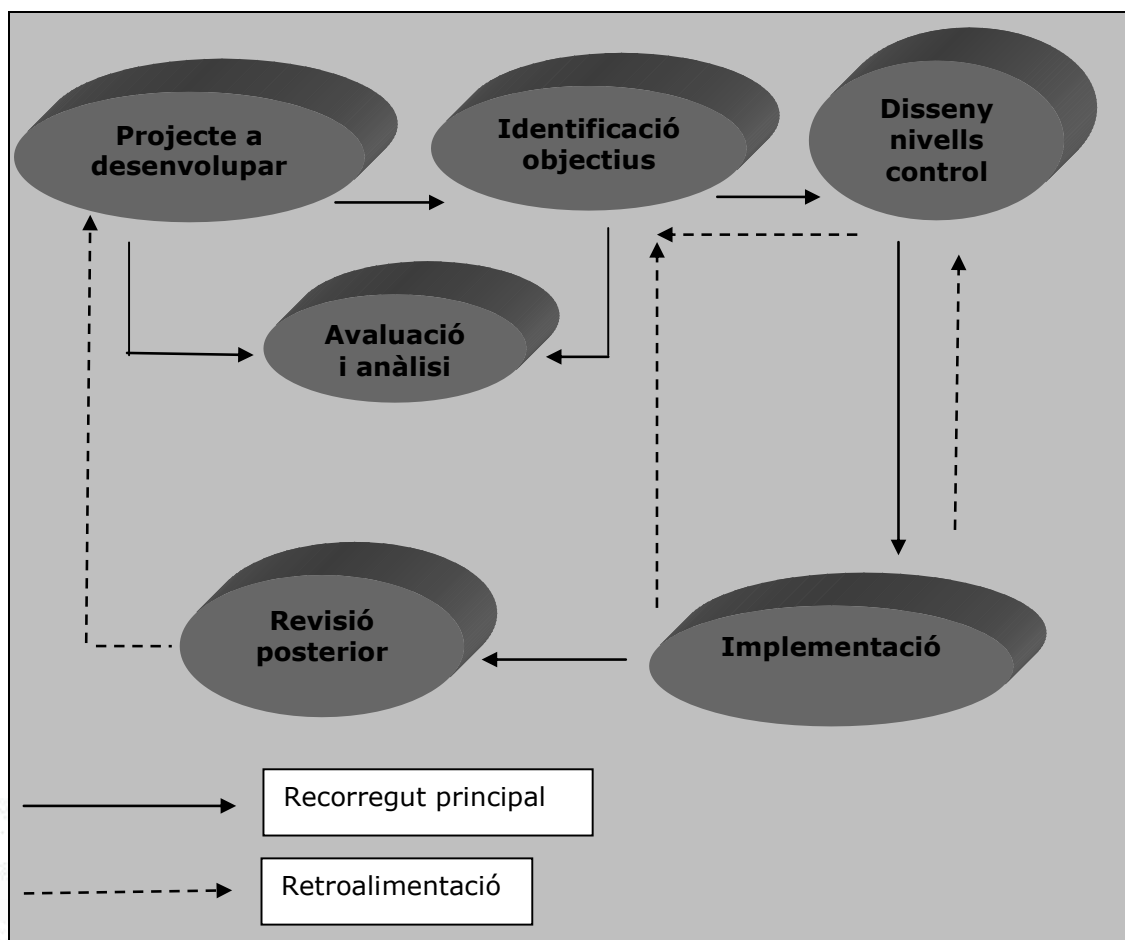 Projecte a
desenvolupar
Identificació
objectius
Disseny
nivells
control
Avaluació
i anàlisi
Revisió
posterior
Implementació
Recorregut principal
Retroalimentació